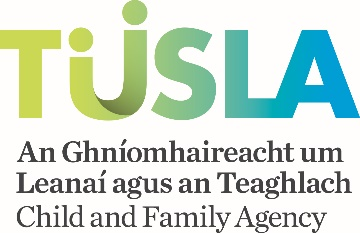 TUSLA
An Ghníomhaireacht um
Leanaí agus an Teaghlach
Child and Family Agency